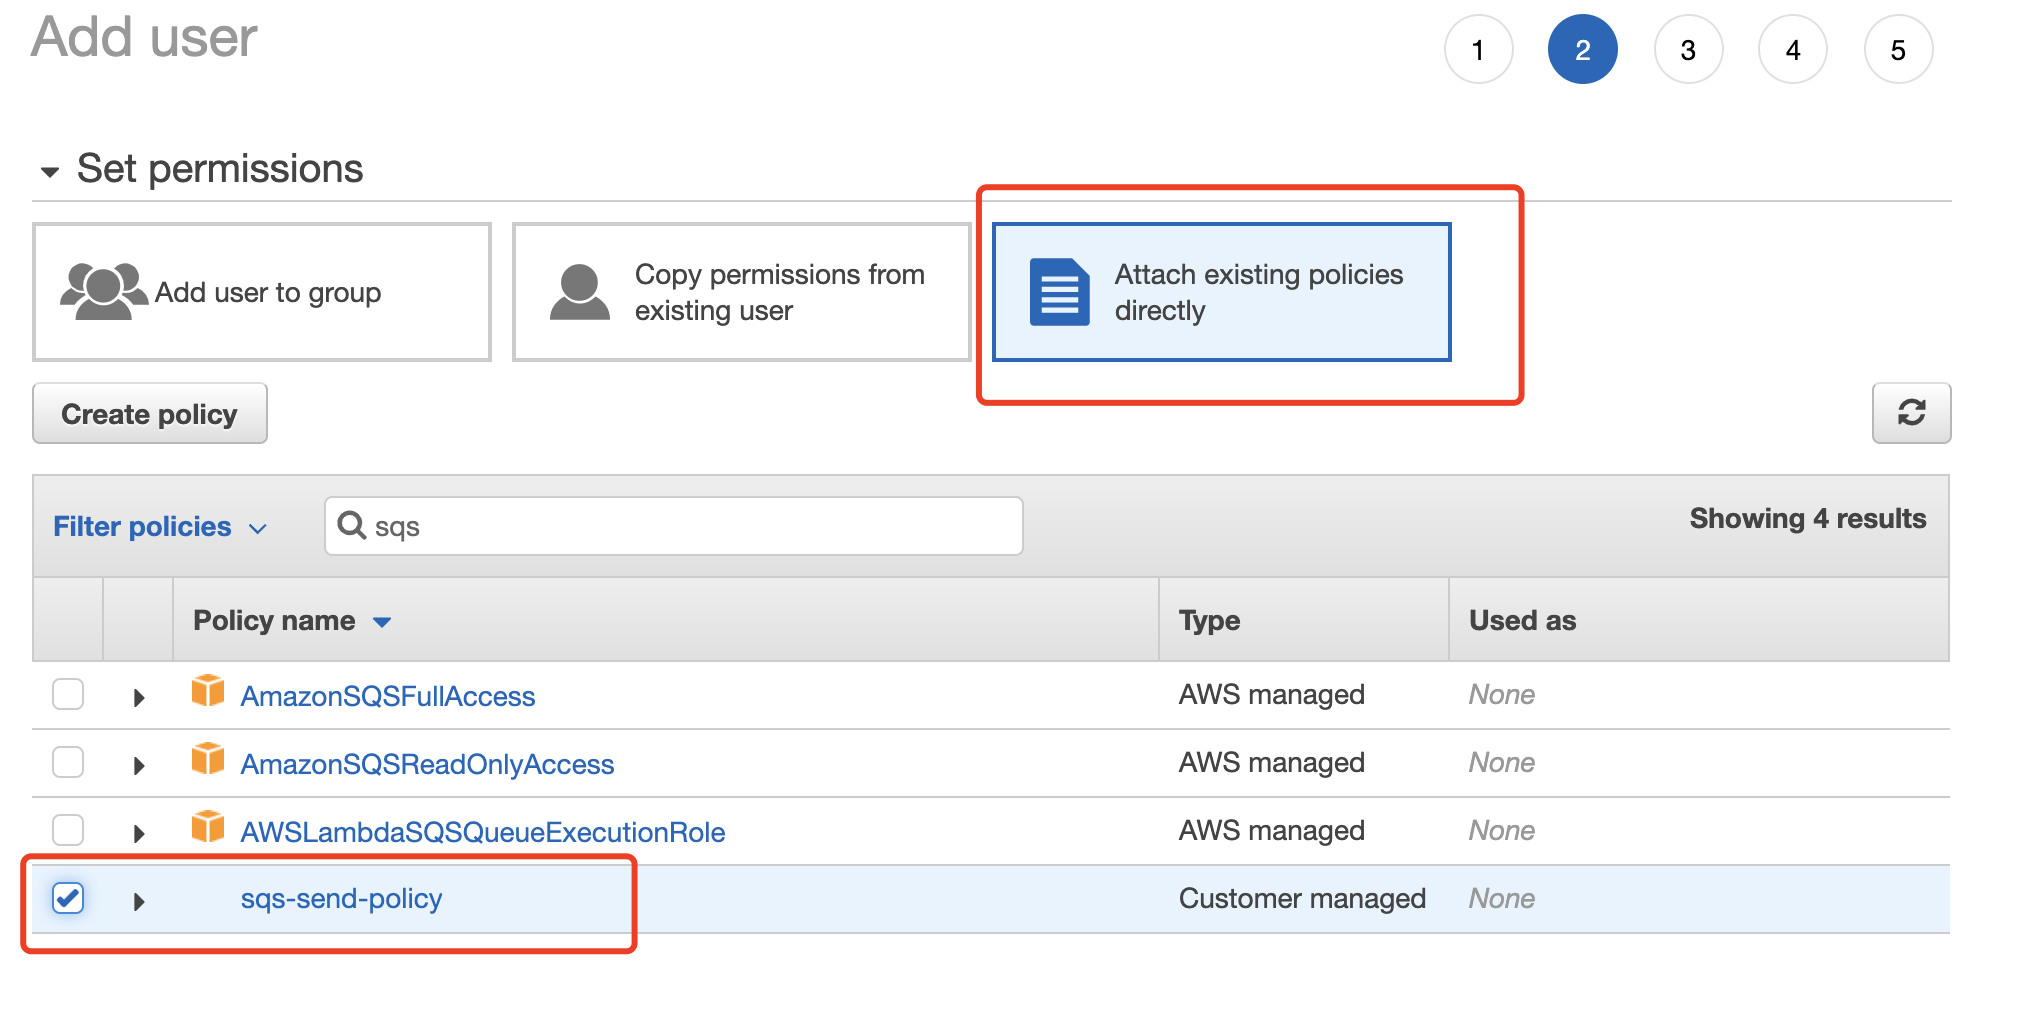 Add user
1 2 3 4 5
Set permissions
Add user to group
Copy permissions from
existing user
Attach existing policies
directly
Create policy
Filter policies
sqs
Showing 4 results
Policy name Type Used as
AmazonSQSFullAccess AWS managed None
AmazonSQSReadOnlyAccess AWS managed None
AWSLambdaSQSQueueExecutionRole AWS managed None
sqs-send-policy Customer managed None